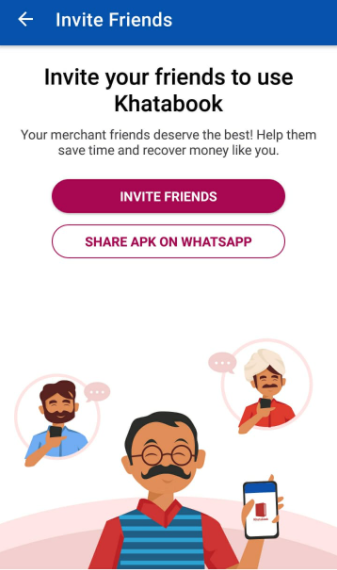 Invite Friends
Invite your friends to use
Khatabook
Your merchant friends deserve the best! Help them
save time and recover money like you.
INVITE FRIENDS
SHARE APK ON WHATSAPP